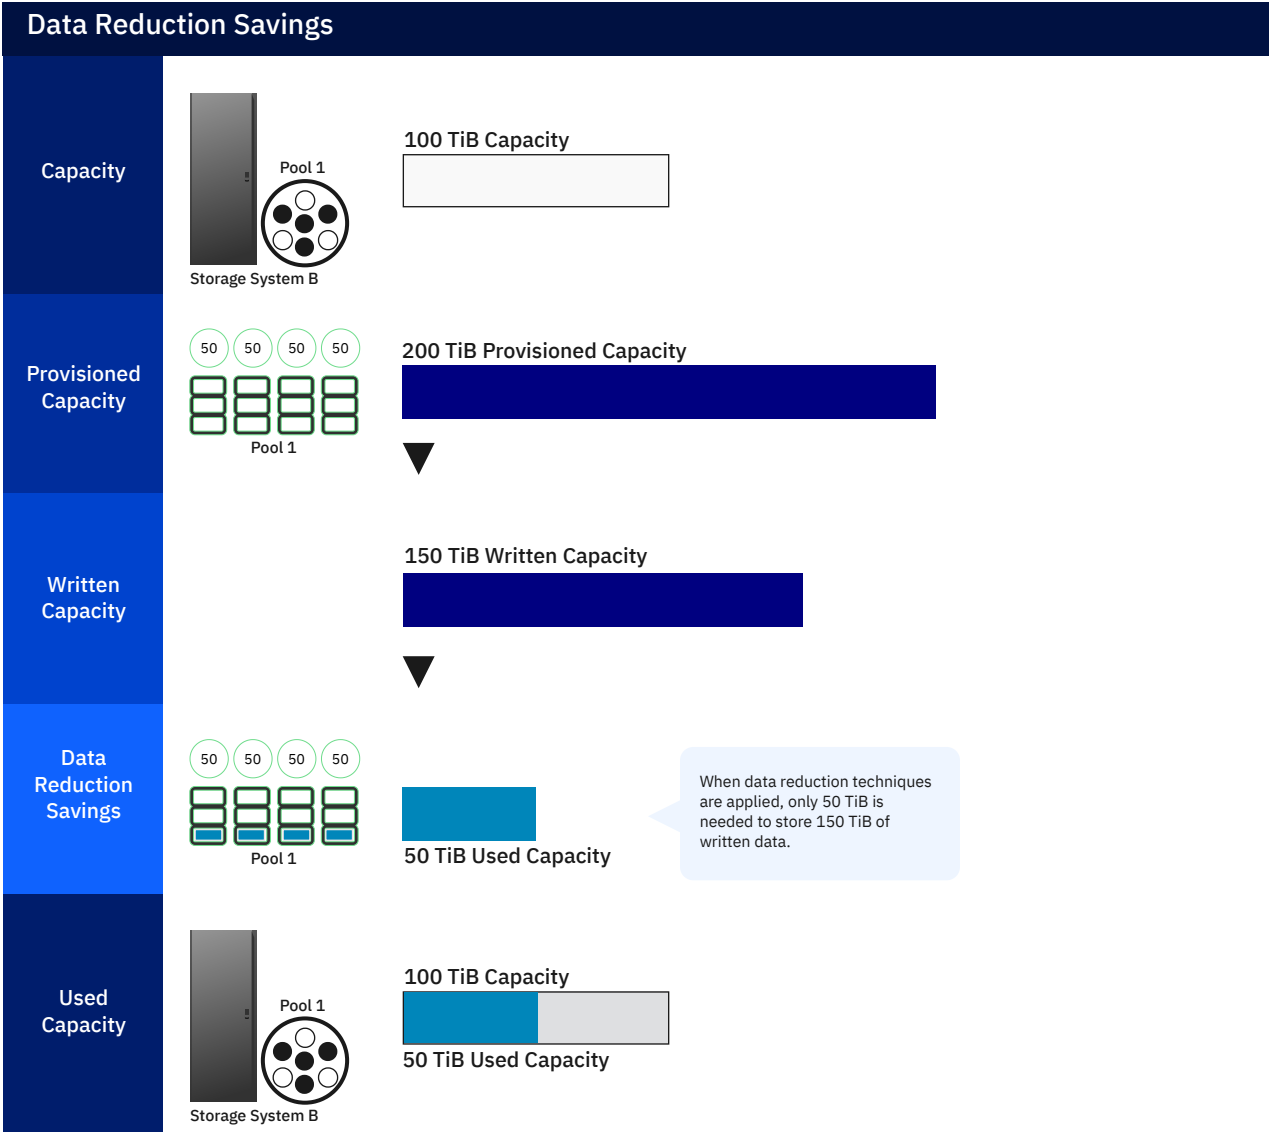 Data Reduction Savings
Capacity
Pool 1
Storage System B
100 TiB Capacity
Provisioned
Capacity
50 50 50 50
Pool 1
200 TiB Provisioned Capacity
Written
Capacity
150 TiB Written Capacity
Data
Reduction
Savings
50 50 50 50
Pool 1
50 TiB Used Capacity
When data reduction techniques
are applied, only 50 TiB is
needed to store 150 TiB of
written data.
Used
Capacity
Pool 1
Storage System B
100 TiB Capacity
50 TiB Used Capacity